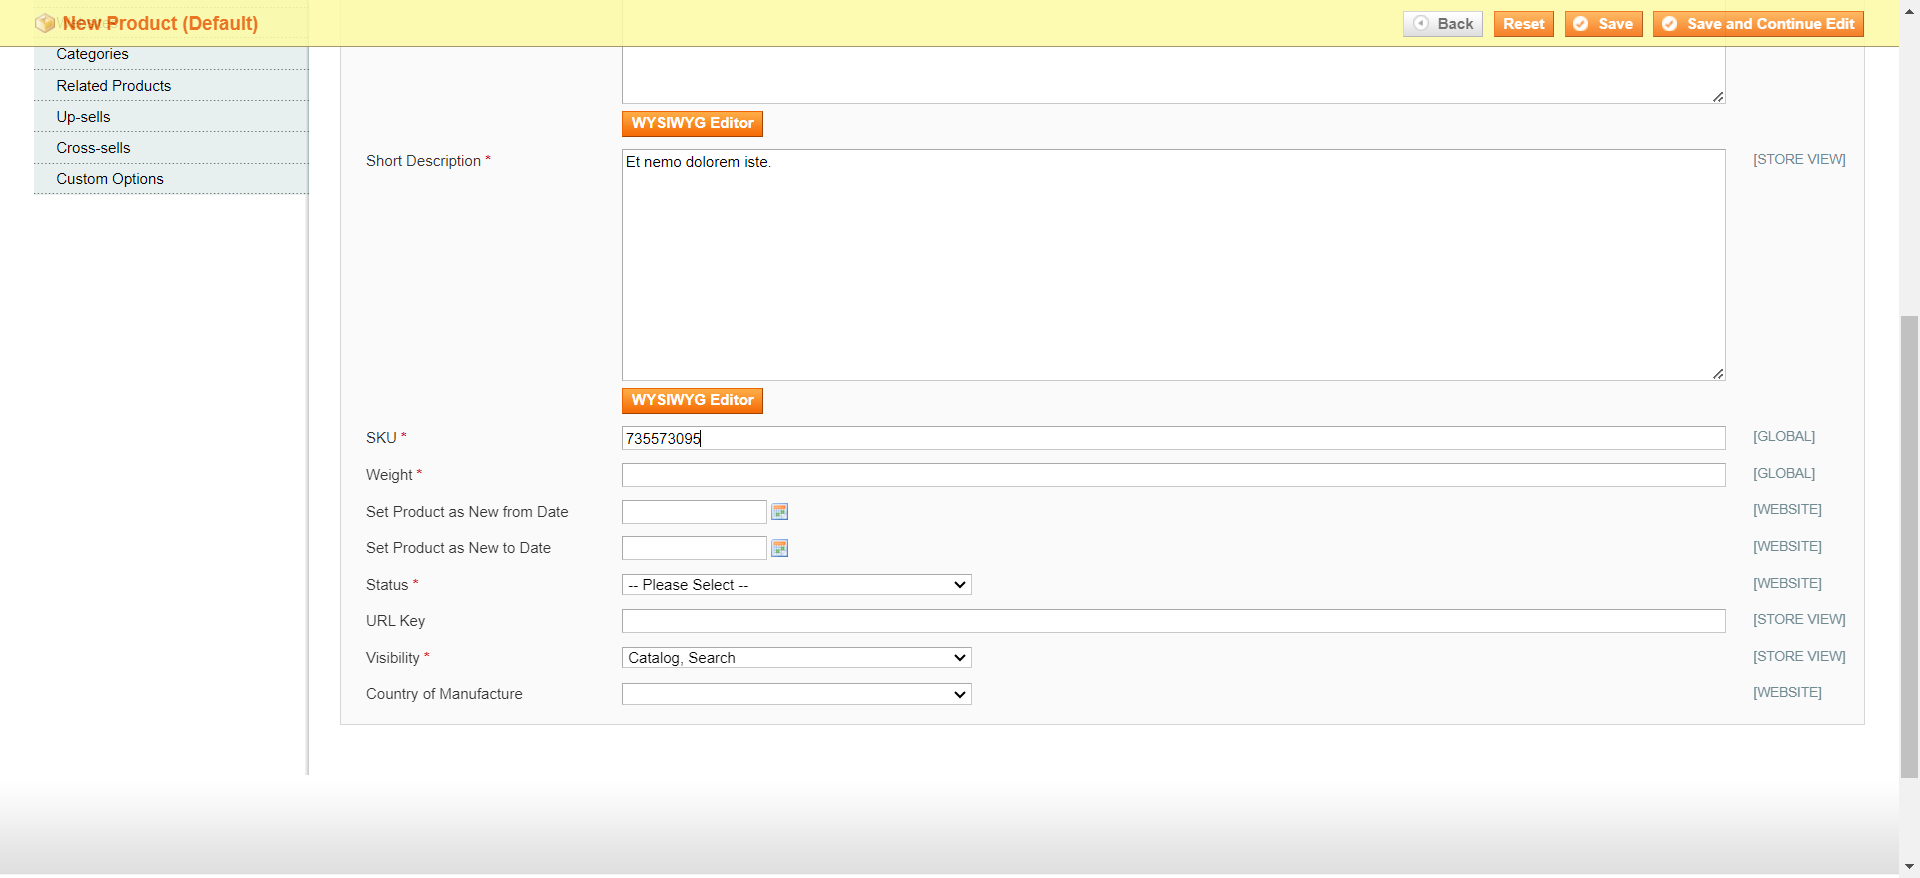 New Product (Default)
Back
Reset
Save
Save and Continue Edit
Categories
Related Products
Up-sells
Cross-sells
Custom Options
WYSIWYG Editor
Short Description *
Et nemo dolorem iste.
[STORE VIEW]
WYSIWYG Editor
SKU *
735573095
[GLOBAL]
Weight *
[GLOBAL]
Set Product as New from Date
[WEBSITE]
Set Product as New to Date
[WEBSITE]
Status *
-- Please Select --
[WEBSITE]
URL Key
[STORE VIEW]
Visibility *
Catalog, Search
[STORE VIEW]
Country of Manufacture
[WEBSITE]